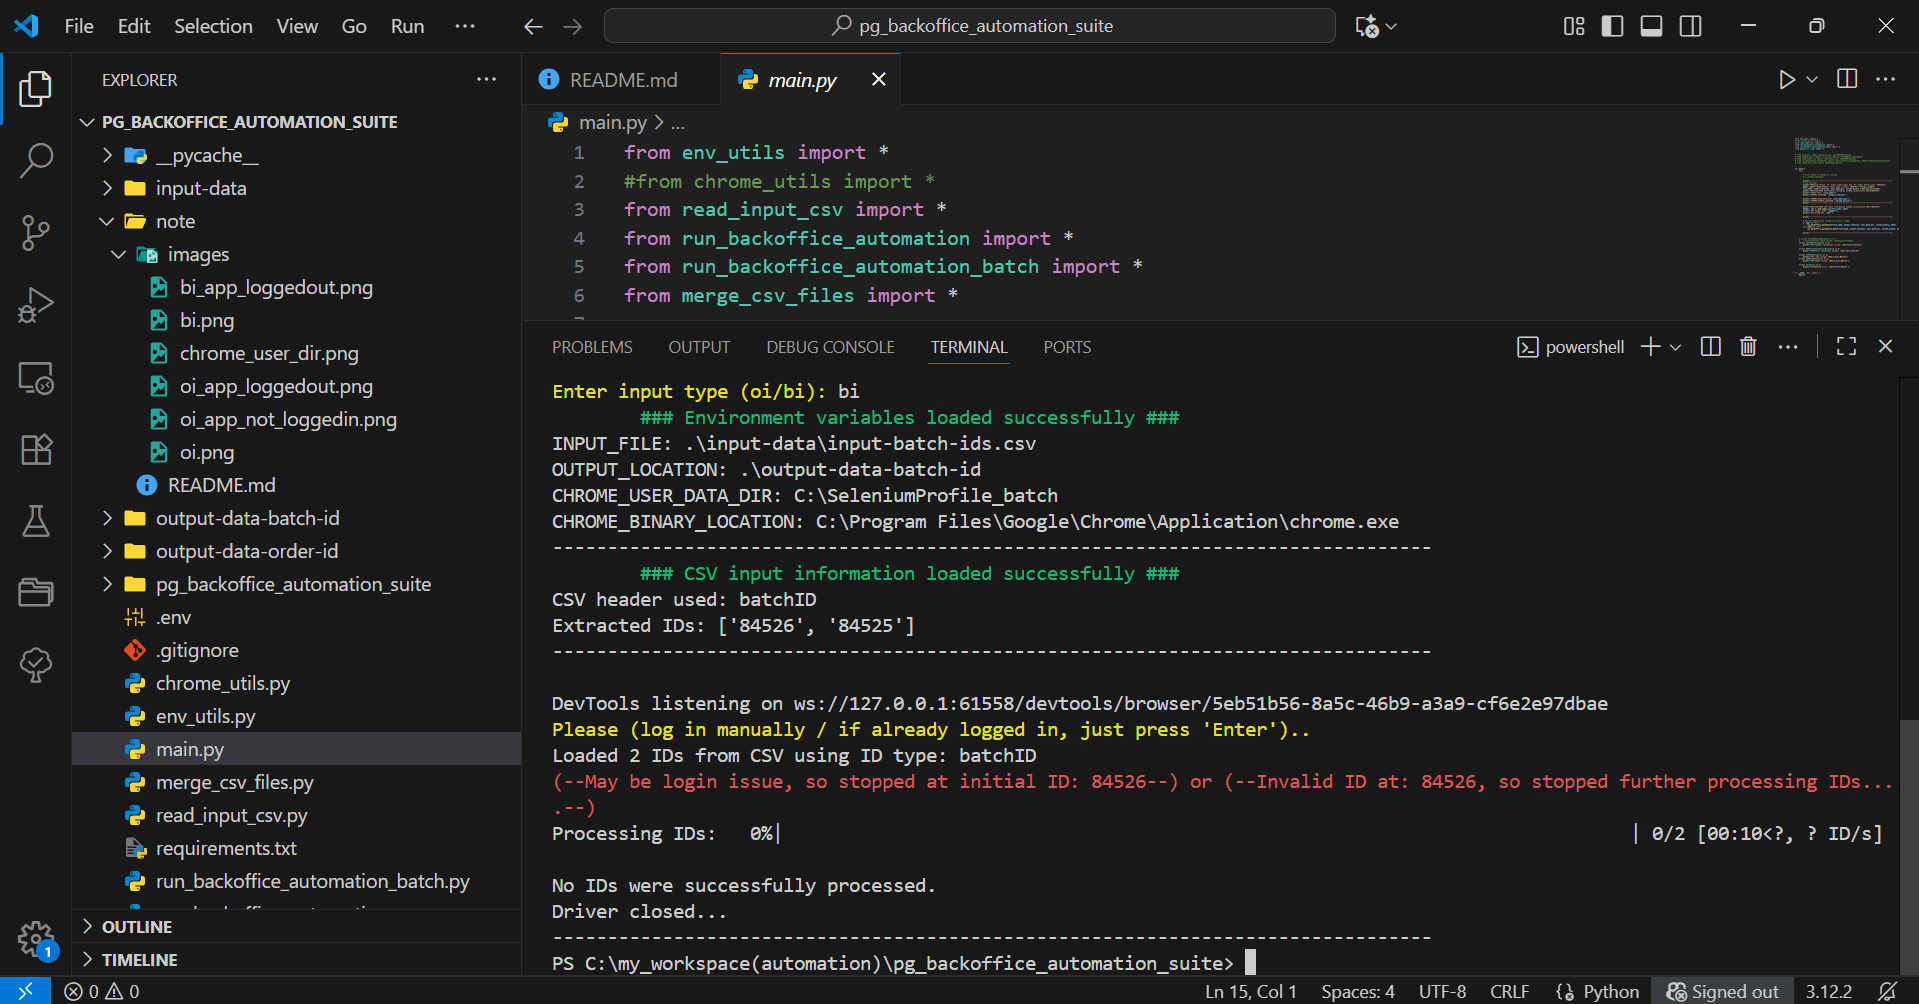 File Edit Selection View Go Run ···
pg_backoffice_automation_suite
EXPLORER
PG_BACKOFFICE_AUTOMATION_SUITE
__pycache__
input-data
note
images
bi_app_loggedout.png
bi.png
chrome_user_dir.png
oi_app_loggedout.png
oi_app_not_loggedin.png
oi.png
README.md
output-data-batch-id
output-data-order-id
pg_backoffice_automation_suite
.env
.gitignore
chrome_utils.py
env_utils.py
main.py
merge_csv_files.py
read_input_csv.py
requirements.txt
run_backoffice_automation_batch.py
OUTLINE
TIMELINE
1
README.md main.py
main.py > ...
1 from env_utils import *
2 #from chrome_utils import *
3 from read_input_csv import *
4 from run_backoffice_automation import *
5 from run_backoffice_automation_batch import *
6 from merge_csv_files import *
PROBLEMS OUTPUT DEBUG CONSOLE TERMINAL PORTS
powershell
Enter input type (oi/bi): bi
### Environment variables loaded successfully ###
INPUT_FILE: .\input-data\input-batch-ids.csv
OUTPUT_LOCATION: .\output-data-batch-id
CHROME_USER_DATA_DIR: C:\SeleniumProfile_batch
CHROME_BINARY_LOCATION: C:\Program Files\Google\Chrome\Application\chrome.exe
--------------------------------------------------------------------------------
### CSV input information loaded successfully ###
CSV header used: batchID
Extracted IDs: ['84526', '84525']
--------------------------------------------------------------------------------
DevTools listening on ws://127.0.0.1:61558/devtools/browser/5eb51b56-8a5c-46b9-a3a9-cf6e2e97dbae
Please (log in manually / if already logged in, just press 'Enter')..
Loaded 2 IDs from CSV using ID type: batchID
(--May be login issue, so stopped at initial ID: 84526--) or (--Invalid ID at: 84526, so stopped further processing IDs...
.--)
Processing IDs:   0%| | 0/2 [00:10<?, ? ID/s]
No IDs were successfully processed.
Driver closed...
--------------------------------------------------------------------------------
PS C:\my_workspace(automation)\pg_backoffice_automation_suite>
0 0 Ln 15, Col 1 Spaces: 4 UTF-8 CRLF Python Signed out 3.12.2